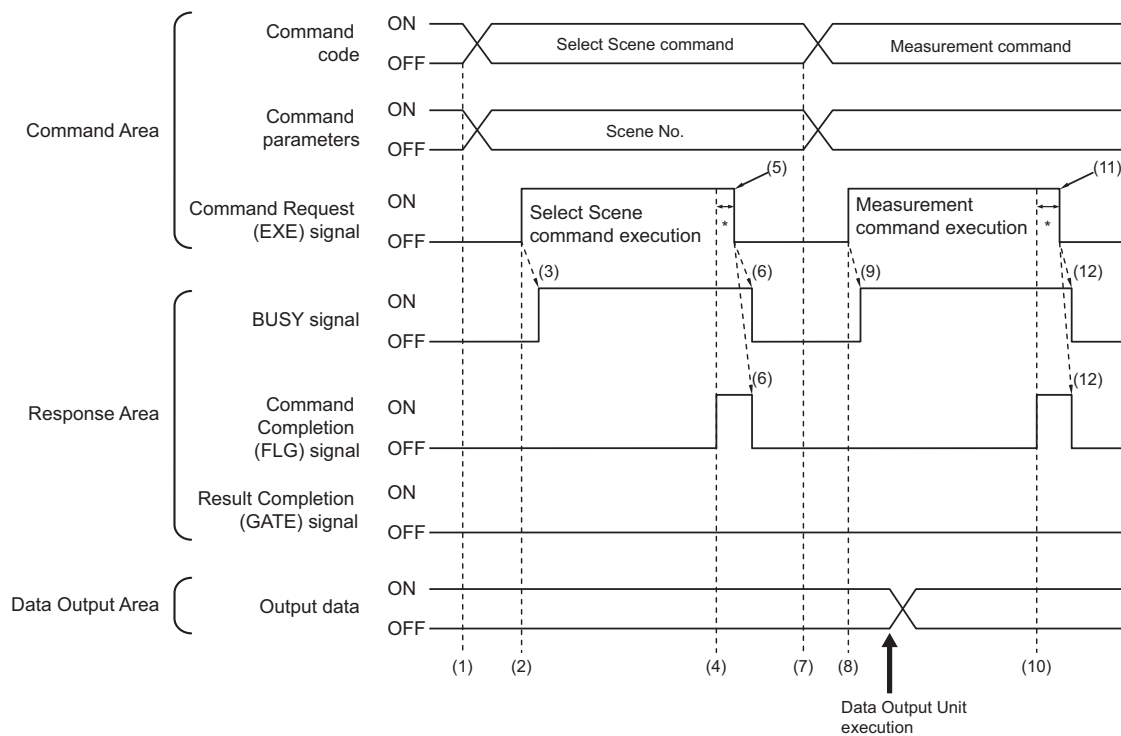 Command Area
Command
code
ON
OFF
Select Scene command
Measurement command
Command
parameters
ON
OFF
Scene No.
Command Request
(EXE) signal
ON
OFF
Select Scene
command execution
*
(5)
Measurement
command execution
*
(11)
Response Area
BUSY signal
ON
OFF
(3)
(6)
(9)
(12)
Command
Completion
(FLG) signal
ON
OFF
(6)
(12)
Result Completion
(GATE) signal
ON
OFF
Data Output Area
Output data
ON
OFF
(1)
(2)
(4)
(7)
(8)
(10)
Data Output Unit
execution